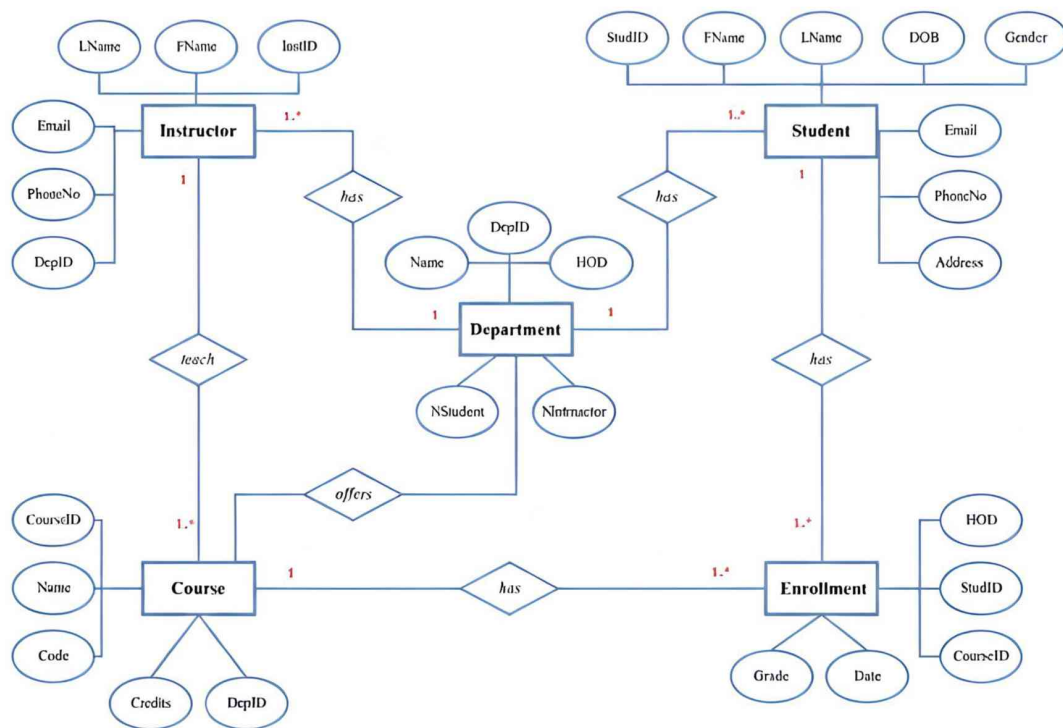 LName FName InstID
StudID FName LName DOB Gender
Email
Instructor
1.*
1..*
Student
Email
1
1
PhoneNo
has
has
PhoneNo
DepID
DepID
Name
HOD
Address
1
1
Department
teach
has
NStudent
NIntrractor
offers
CourseID
1.*
1.*
HOD
Name
Course
1
has
1.*
Enrollment
StudID
Code
CourseID
Credits
DepID
Grade
Date